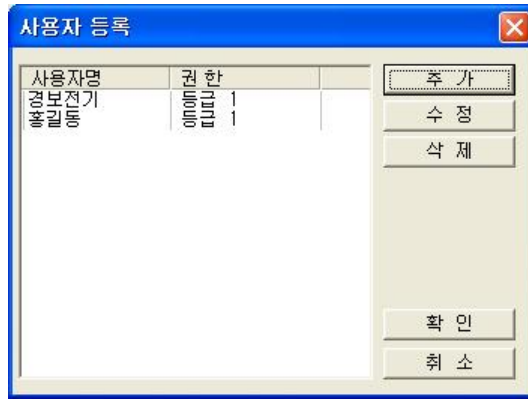 사용자 등록
사용자명 권 한
경보전기 등급 1
홍길동 등급 1
추 가
수 정
삭 제
확 인
취 소